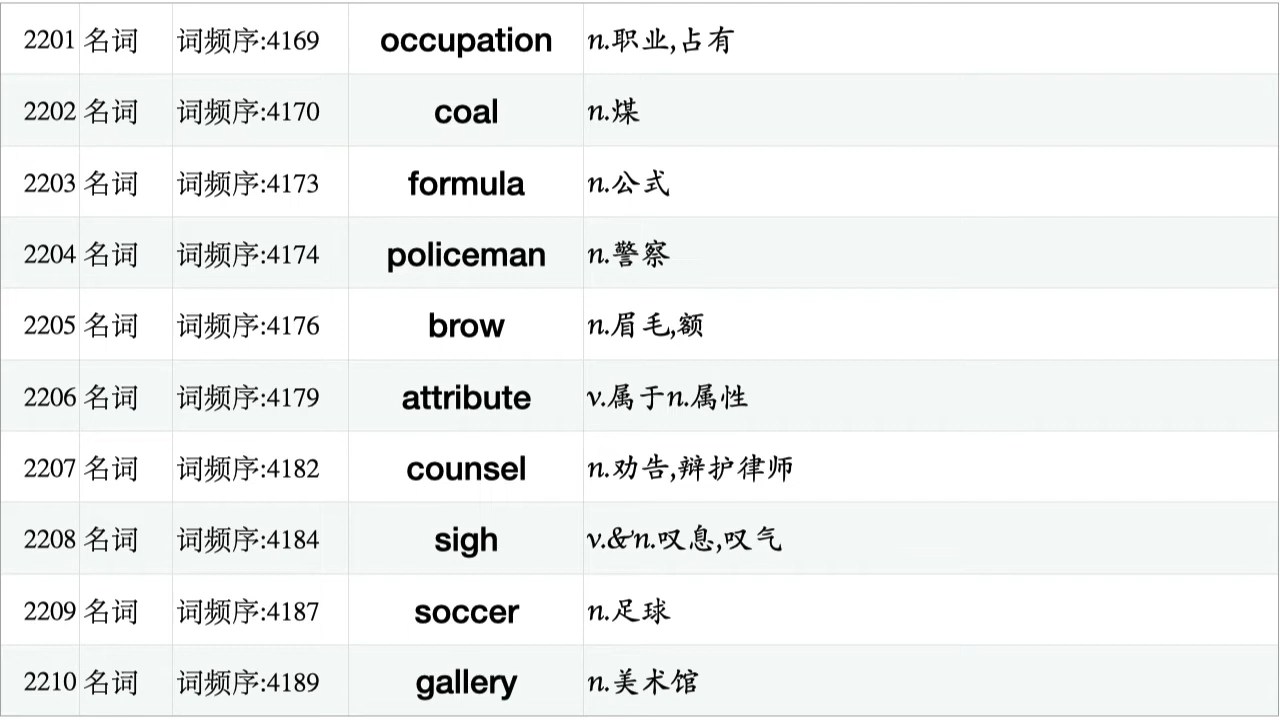 2201 名词 词频序:4169 occupation n.职业,占有
2202 名词 词频序:4170 coal n.煤
2203 名词 词频序:4173 formula n.公式
2204 名词 词频序:4174 policeman n.警察
2205 名词 词频序:4176 brow n.眉毛,额
2206 名词 词频序:4179 attribute v.属于n.属性
2207 名词 词频序:4182 counsel n.劝告,辩护律师
2208 名词 词频序:4184 sigh v.&n.叹息,叹气
2209 名词 词频序:4187 soccer n.足球
2210 名词 词频序:4189 gallery n.美术馆